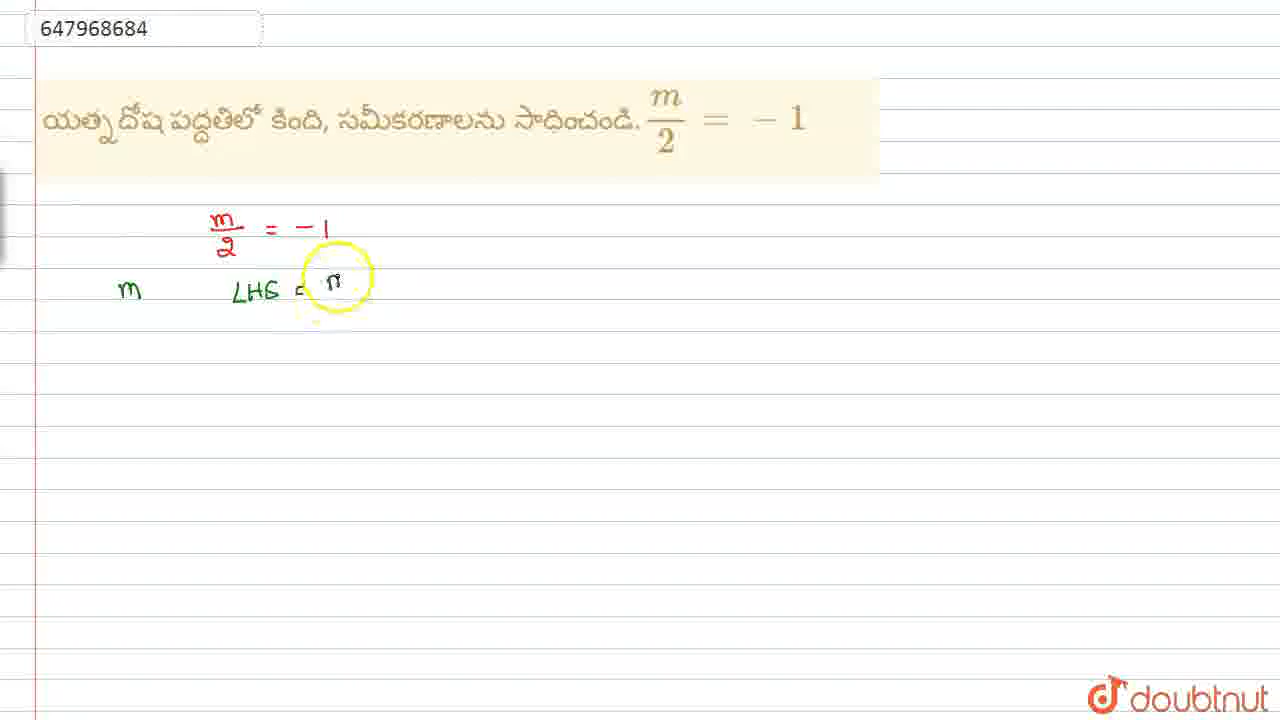 647968684
యత్న దోష పద్ధతిలో కింది, సమీకరణాలను సాధించండి. m/2 = - 1
m/2 = - 1
m LHS = m
doubtnut